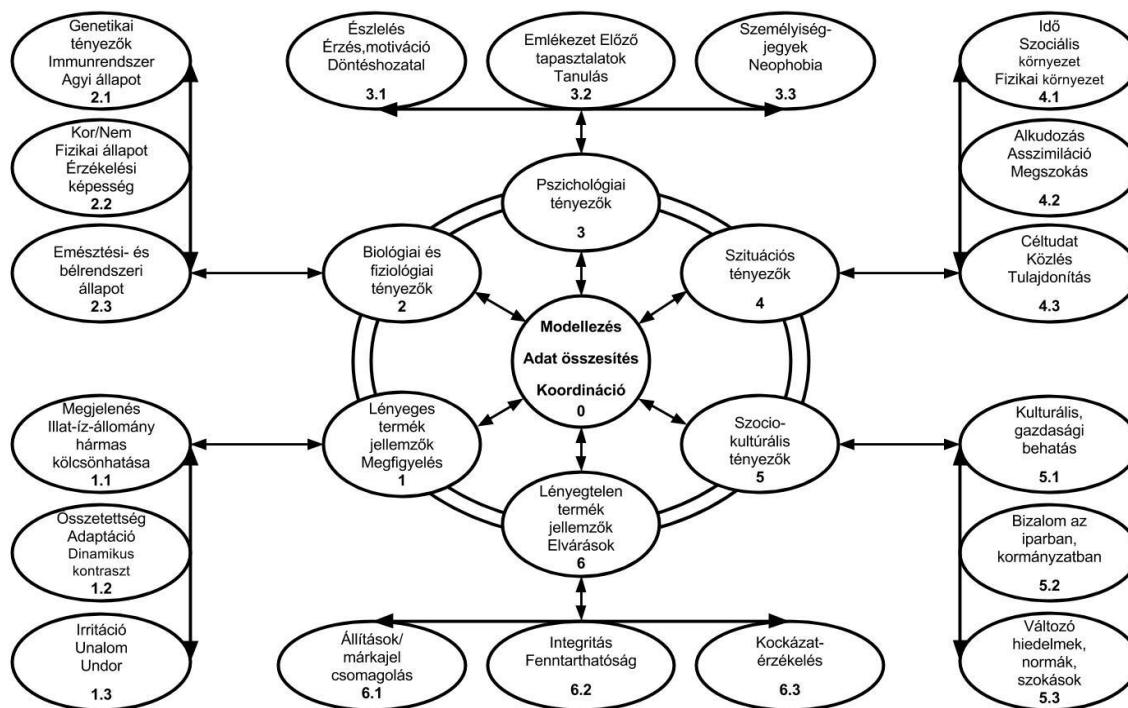 Genetikai
tényezők
Immunrendszer
Agyi állapot
2.1
Kor/Nem
Fizikai állapot
Érzékelési
képesség
2.2
Emésztési- és
bélrendszeri
állapot
2.3
Észlelés
Érzés,motiváció
Döntéshozatal
3.1
Emlékezet Előző
tapasztalatok
Tanulás
3.2
Személyiség-
jegyek
Neophobia
3.3
Idő
Szociális
környezet
Fizikai környezet
4.1
Alkudozás
Asszimiláció
Megszokás
4.2
Céltudat
Közlés
Tulajdonítás
4.3
Pszichológiai
tényezők
3
Biológiai és
fiziológiai
tényezők
2
Szituációs
tényezők
4
Modellezés
Adat összesítés
Koordináció
0
Lényeges
termék
jellemzők
Megfigyelés
1
Szocio-
kultúrális
tényezők
5
Lényegtelen
termék
jellemzők
Elvárások
6
Megjelenés
Illat-íz-állomány
hármas
kölcsönhatása
1.1
Összetettség
Adaptáció
Dinamikus
kontraszt
1.2
Irritáció
Unalom
Undor
1.3
Állítások/
márkajel
csomagolás
6.1
Integritás
Fenntarthatóság
6.2
Kockázat-
érzékelés
6.3
Kulturális,
gazdasági
behatás
5.1
Bizalom az
iparban,
kormányzatban
5.2
Változó
hiedelmek,
normák,
szokások
5.3